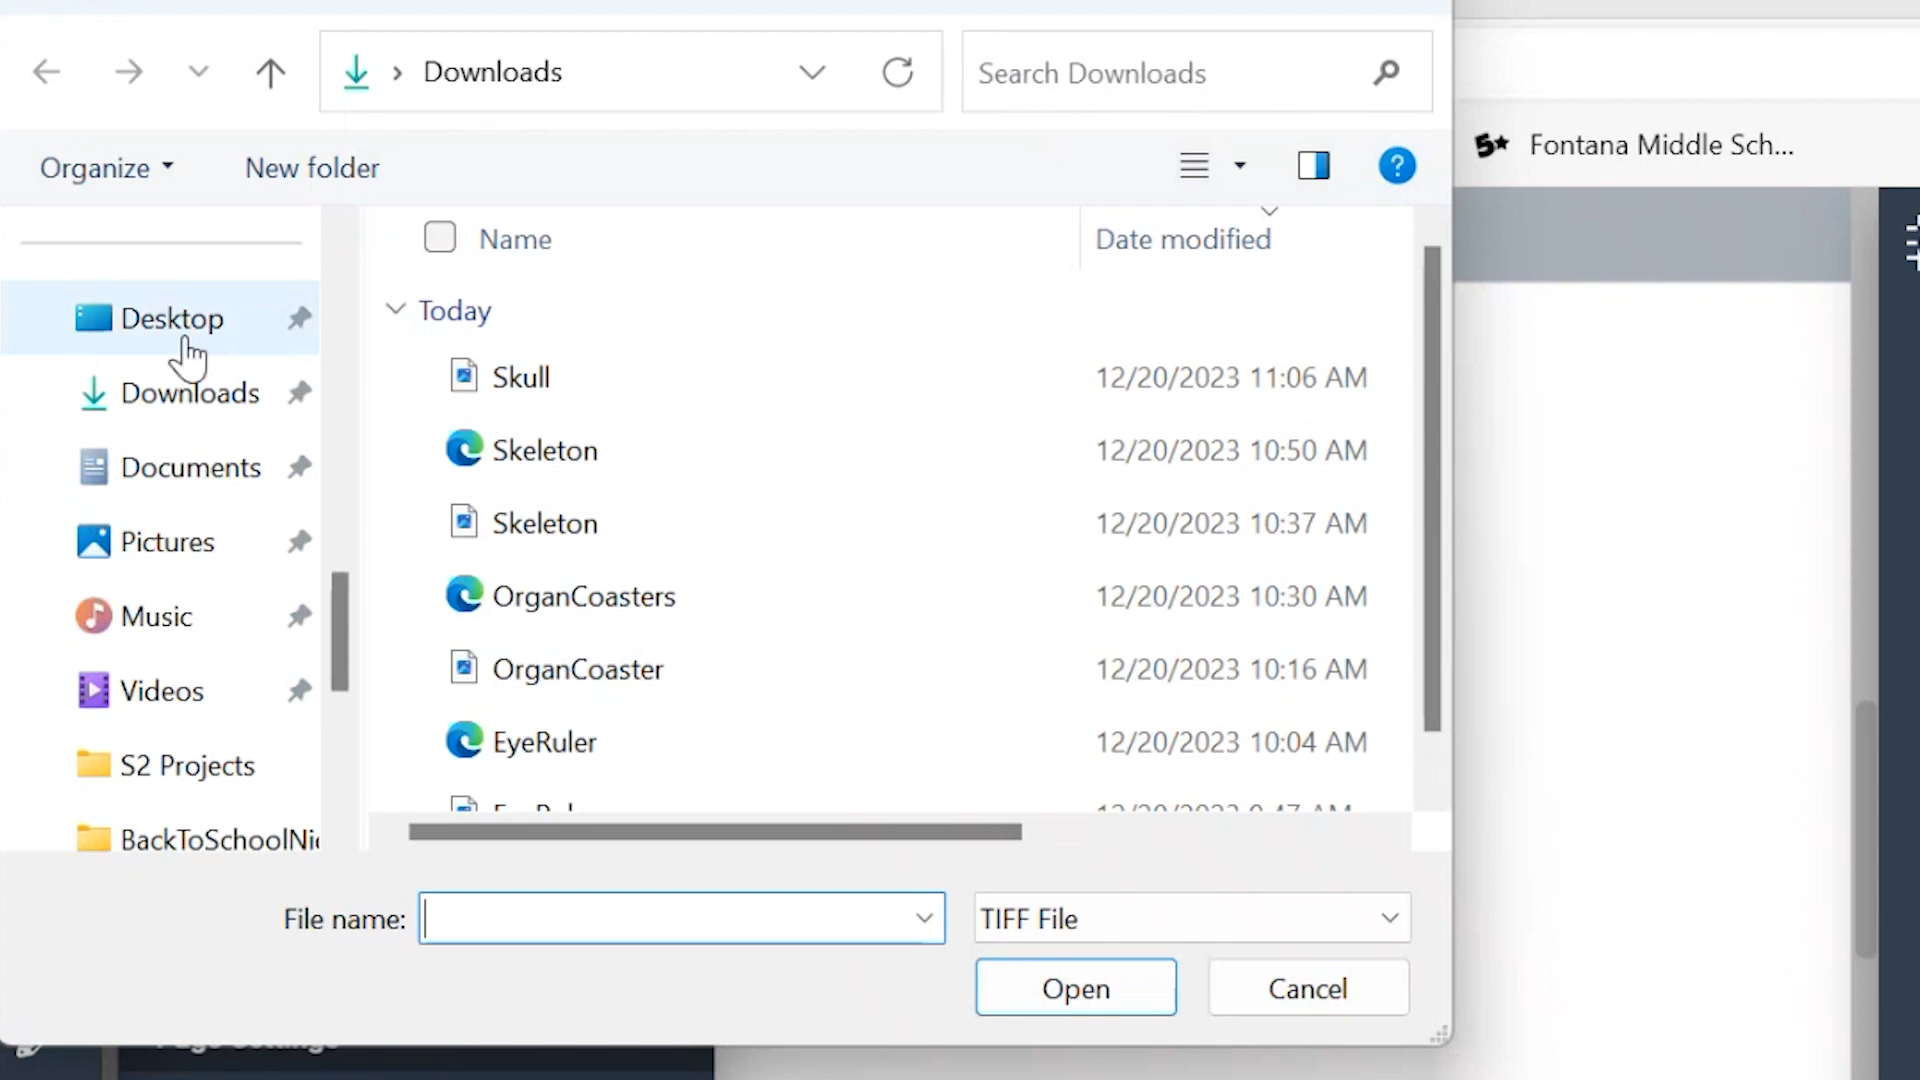 Downloads
Search Downloads
Fontana Middle Sch...
Organize
New folder
Name
Date modified
Today
Desktop
Downloads
Documents
Pictures
Music
Videos
S2 Projects
BackToSchoolNi
Skull 12/20/2023 11:06 AM
Skeleton 12/20/2023 10:50 AM
Skeleton 12/20/2023 10:37 AM
OrganCoasters 12/20/2023 10:30 AM
OrganCoaster 12/20/2023 10:16 AM
EyeRuler 12/20/2023 10:04 AM
File name:
TIFF File
Open
Cancel